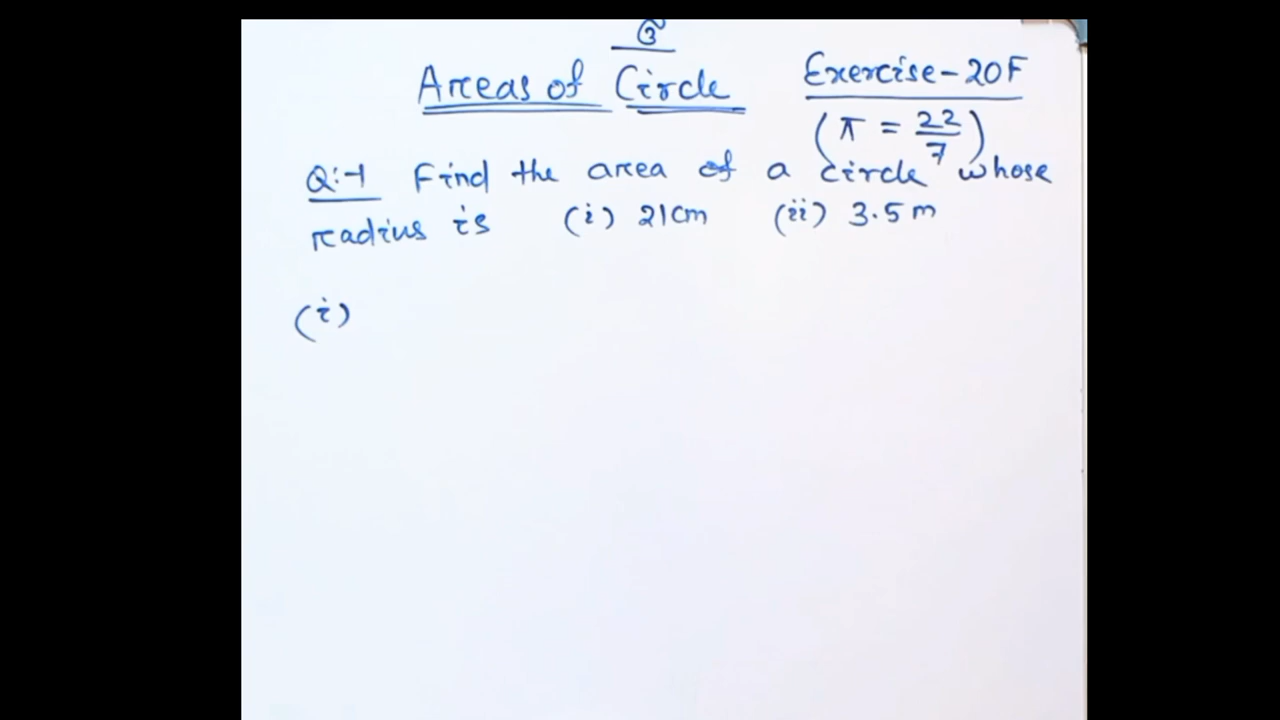 ③
Areas of Circle Exercise-20F
(π = 22/7)
Q:-1 Find the area of a circle whose
radius is (i) 21cm (ii) 3.5m
(i)